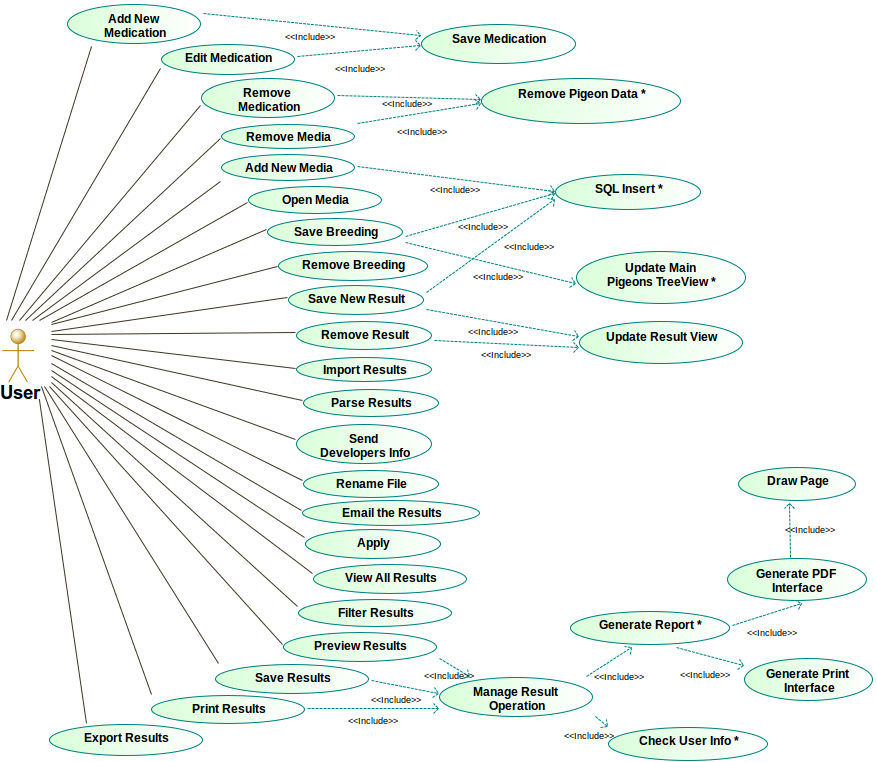 Add New
Medication
<<Include>>
Save Medication
Edit Medication
<<Include>>
Remove
Medication
<<Include>>
Remove Pigeon Data *
Remove Media
<<Include>>
Add New Media
<<Include>>
SQL Insert *
Open Media
Save Breeding
<<Include>>
<<Include>>
Remove Breeding
<<Include>>
Update Main
Pigeons TreeView *
Save New Result
<<Include>>
Update Result View
Remove Result
<<Include>>
User
Import Results
Parse Results
Send
Developers Info
Rename File
Draw Page
Email the Results
<<Include>>
Apply
View All Results
Generate PDF
Interface
Filter Results
Generate Report *
<<Include>>
Preview Results
<<Include>>
Save Results
<<Include>>
<<Include>>
Generate Print
Interface
Manage Result
Operation
<<Include>>
Print Results
<<Include>>
Export Results
<<Include>>
Check User Info *